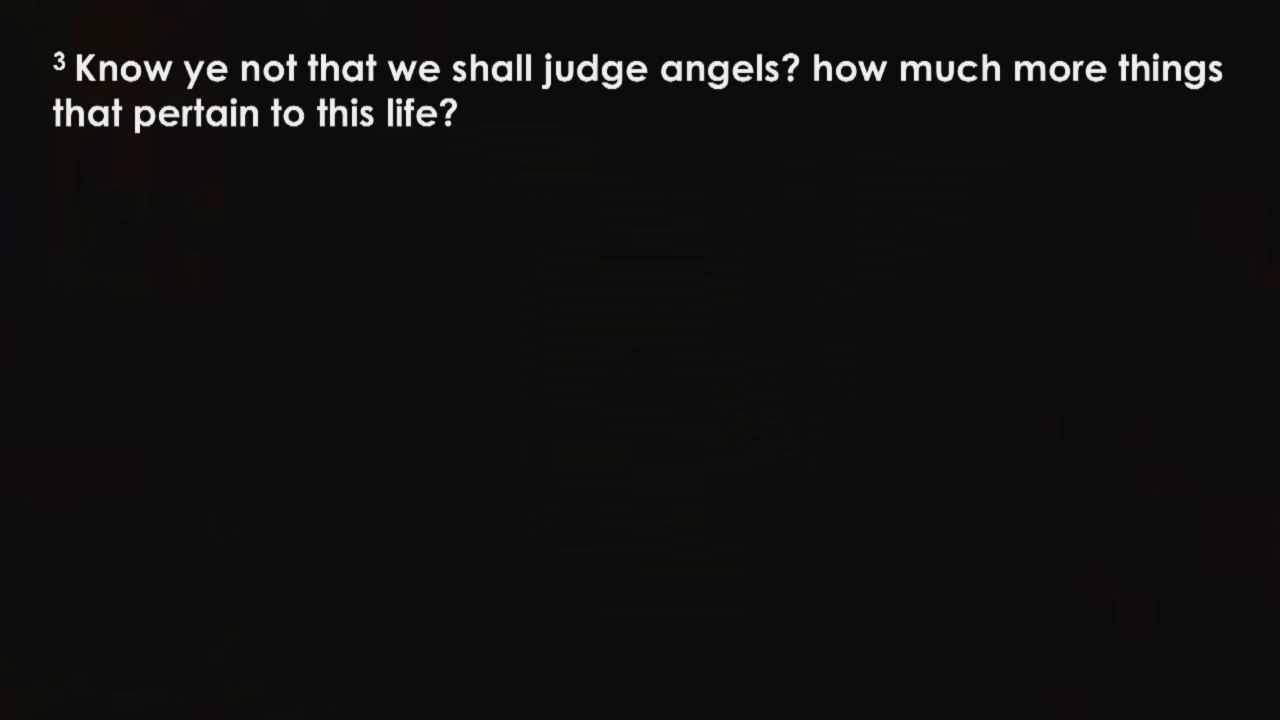 ³ Know ye not that we shall judge angels? how much more things
that pertain to this life?